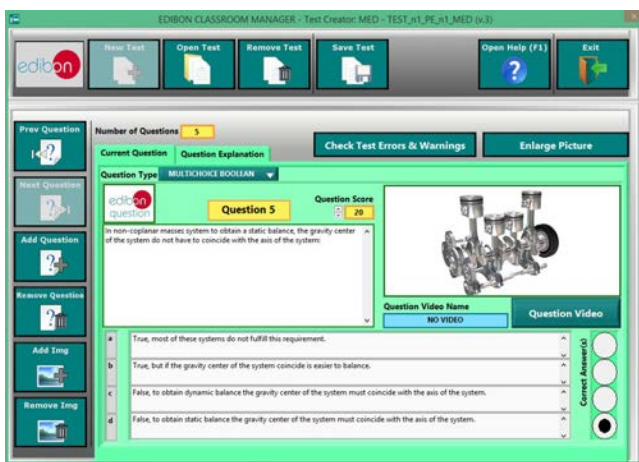 EDIBON CLASSROOM MANAGER - Test Creator: MED - TEST_n1_PE_n1_MED (v.3)
New Test
Open Test
Remove Test
Save Test
Open Help (F1)
Exit
edibon
Prev Question
Number of Questions 5
Check Test Errors & Warnings
Enlarge Picture
Current Question
Question Explanation
Question Type MULTICHOICE BOOLEAN
Next Question
edibon
question
Question 5
Question Score
20
In non-coplanar masses system to obtain a static balance, the gravity center
of the system do not have to coincide with the axis of the system:
Add Question
Remove Question
Question Video Name
NO VIDEO
Question Video
Add Img
a True, most of these systems do not fulfill this requirement.
b True, but if the gravity center of the system coincide is easier to balance.
c False, to obtain dynamic balance the gravity center of the system must coincide with the axis of the system.
d False, to obtain static balance the gravity center of the system must coincide with the axis of the system.
Correct Answer(s)
Remove Img